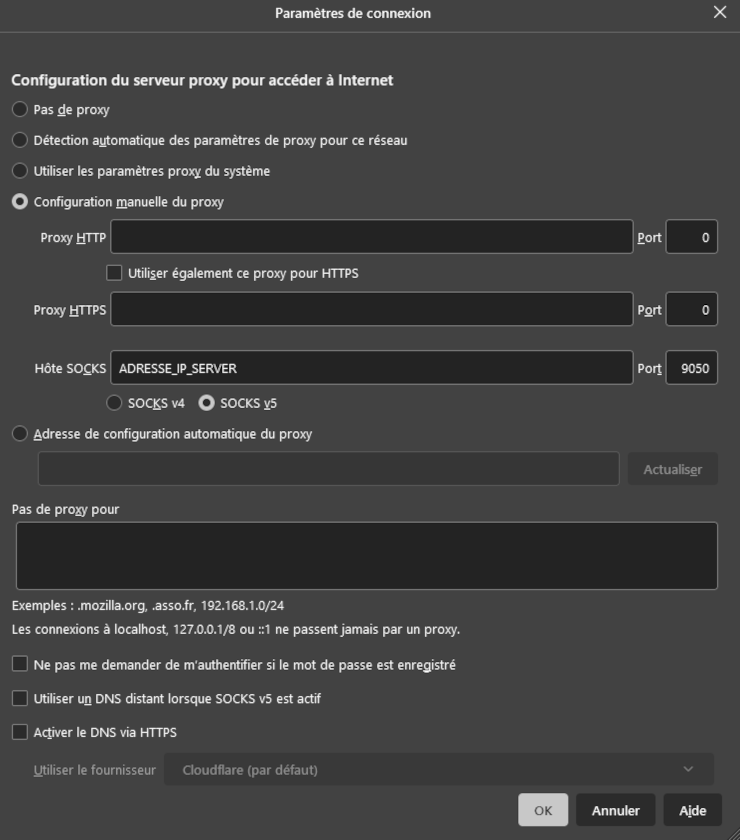 Paramètres de connexion
Configuration du serveur proxy pour accéder à Internet
Pas de proxy
Détection automatique des paramètres de proxy pour ce réseau
Utiliser les paramètres proxy du système
Configuration manuelle du proxy
Proxy HTTP Port 0
Utiliser également ce proxy pour HTTPS
Proxy HTTPS Port 0
Hôte SOCKS ADRESSE_IP_SERVER Port 9050
SOCKS v4 SOCKS v5
Adresse de configuration automatique du proxy
Actualiser
Pas de proxy pour
Exemples : .mozilla.org, .asso.fr, 192.168.1.0/24
Les connexions à localhost, 127.0.0.1/8 ou ::1 ne passent jamais par un proxy.
Ne pas me demander de m'authentifier si le mot de passe est enregistré
Utiliser un DNS distant lorsque SOCKS v5 est actif
Activer le DNS via HTTPS
Utiliser le fournisseur Cloudflare (par défaut)
OK Annuler Aide